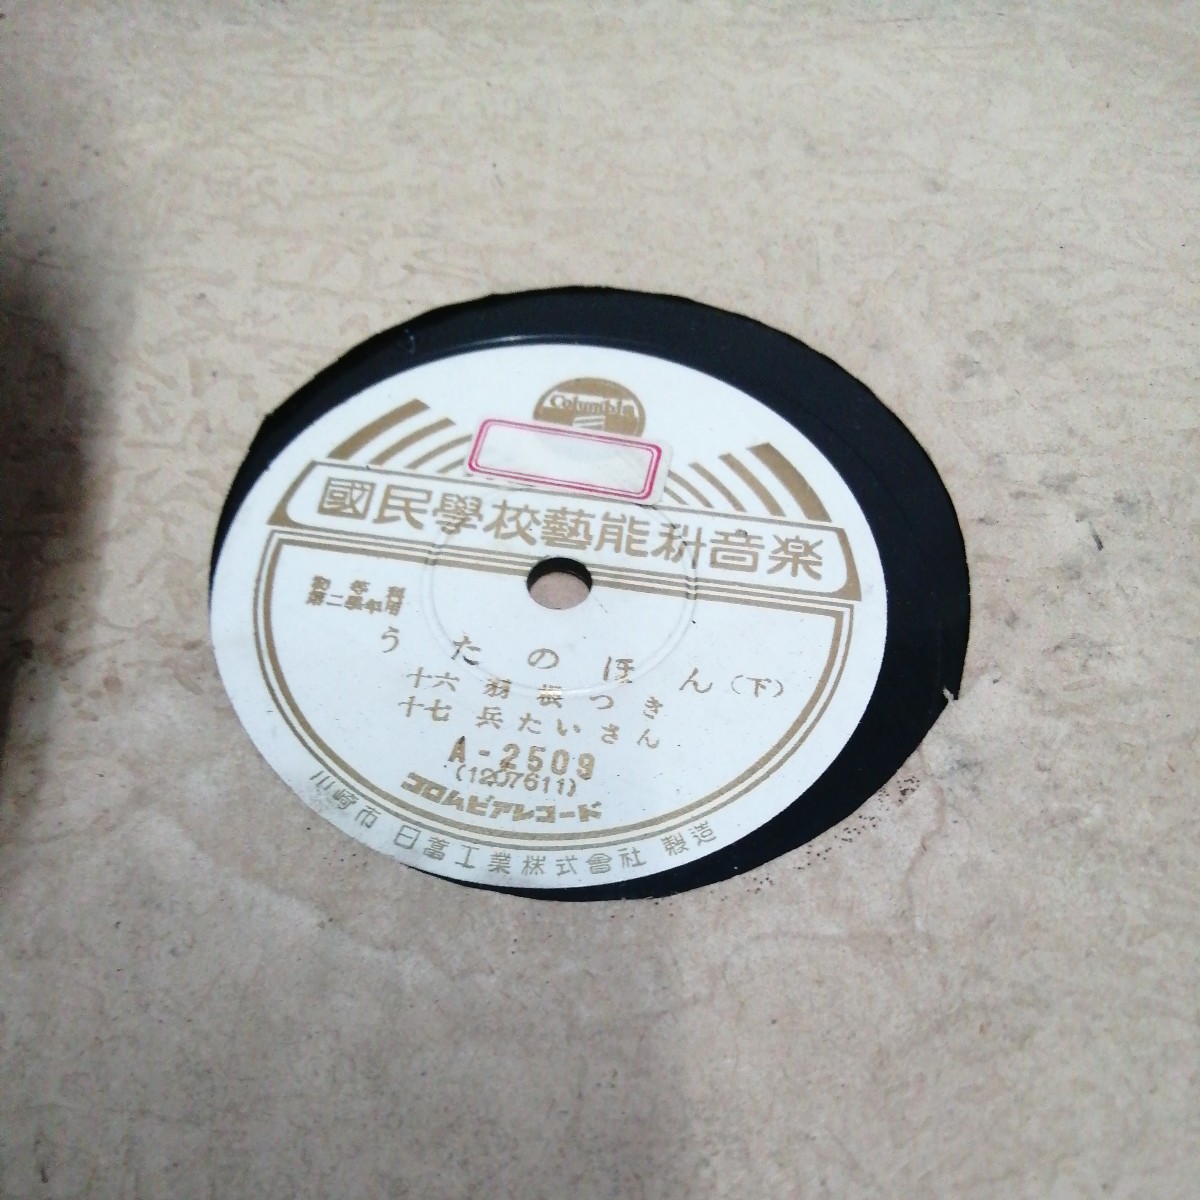 Columbia
國民學校藝能科音楽
初等科
第二學年用
うたのほん(下)
十六 羽根つき
十七 兵たいさん
A-2509
(1207611)
コロムビアレコード
川崎市 日蓄工業株式會社 製造